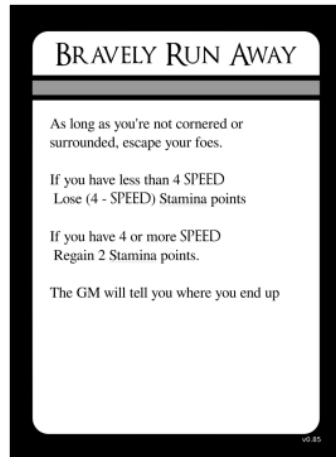 Bravely Run Away
As long as you're not cornered or
surrounded, escape your foes.
If you have less than 4 SPEED
Lose (4 - SPEED) Stamina points
If you have 4 or more SPEED
Regain 2 Stamina points.
The GM will tell you where you end up
v0.85